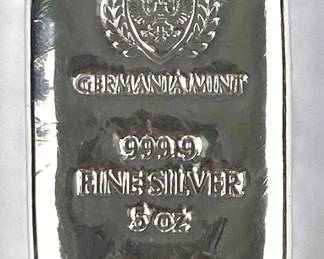 GERMANIA MINT
999.9
FINE SILVER
5 oz